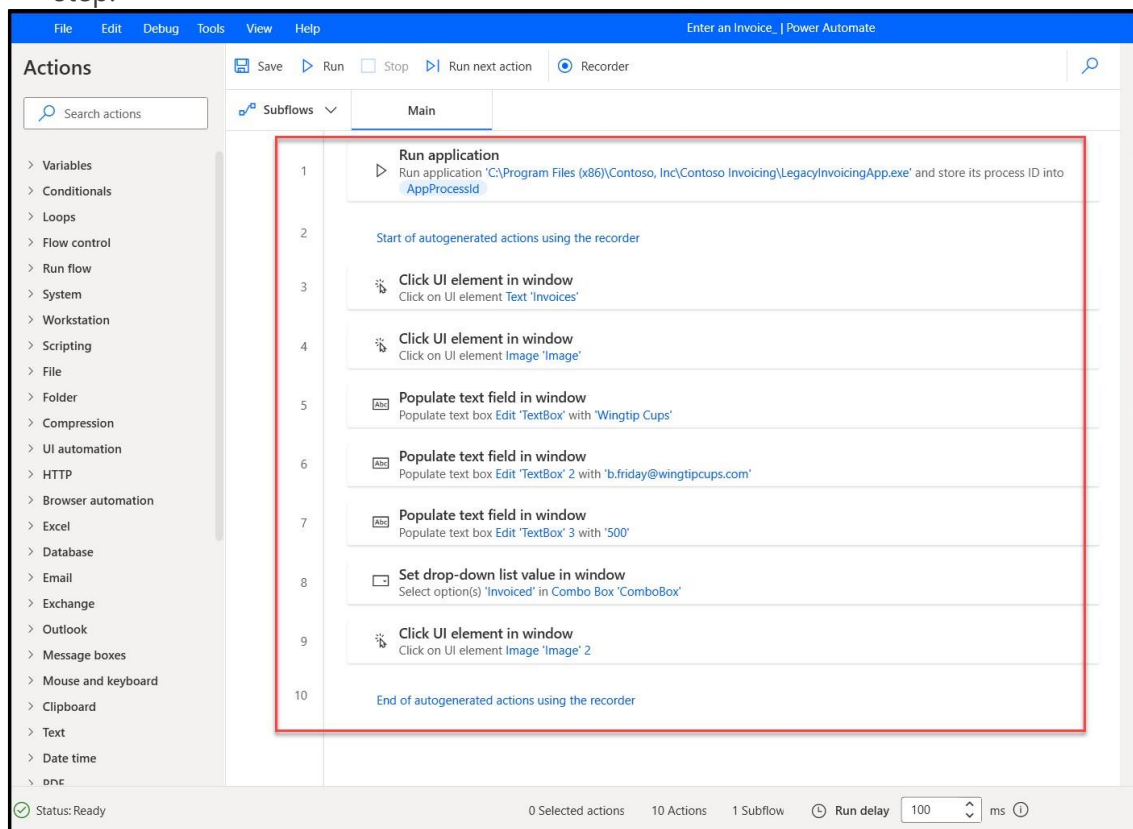 step.
File Edit Debug Tools View Help Enter an Invoice_ | Power Automate
Actions
Save Run Stop Run next action Recorder
Search actions
Subflows Main
Variables
Conditionals
Loops
Flow control
Run flow
System
Workstation
Scripting
File
Folder
Compression
UI automation
HTTP
Browser automation
Excel
Database
Email
Exchange
Outlook
Message boxes
Mouse and keyboard
Clipboard
Text
Date time
PDF
1 Run application
Run application 'C:\Program Files (x86)\Contoso, Inc\Contoso Invoicing\LegacyInvoicingApp.exe' and store its process ID into
AppProcessId
2 Start of autogenerated actions using the recorder
3 Click UI element in window
Click on UI element Text 'Invoices'
4 Click UI element in window
Click on UI element Image 'Image'
5 Abc Populate text field in window
Populate text box Edit 'TextBox' with 'Wingtip Cups'
6 Abc Populate text field in window
Populate text box Edit 'TextBox' 2 with 'b.friday@wingtipcups.com'
7 Abc Populate text field in window
Populate text box Edit 'TextBox' 3 with '500'
8 Set drop-down list value in window
Select option(s) 'Invoiced' in Combo Box 'ComboBox'
9 Click UI element in window
Click on UI element Image 'Image' 2
10 End of autogenerated actions using the recorder
Status: Ready 0 Selected actions 10 Actions 1 Subflow Run delay 100 ms